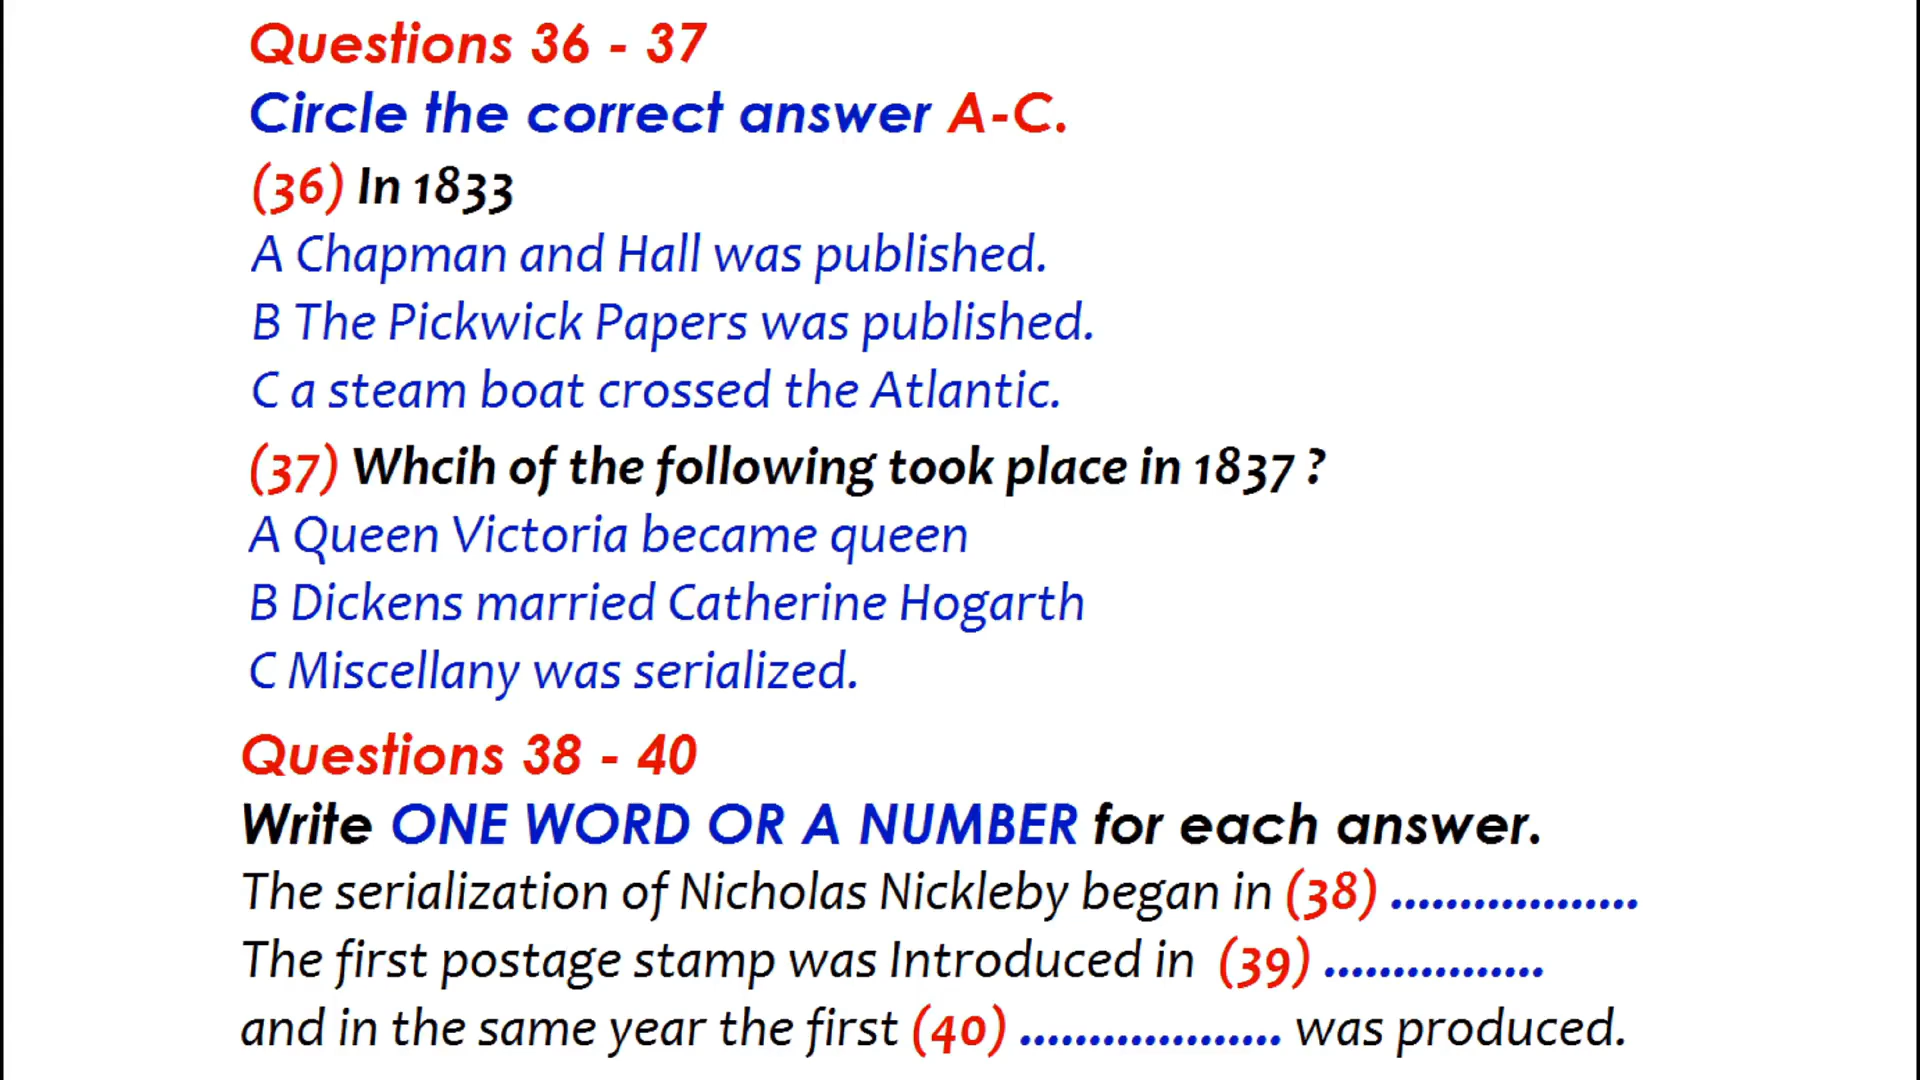 Questions 36 - 37
Circle the correct answer A-C.
(36) In 1833
A Chapman and Hall was published.
B The Pickwick Papers was published.
C a steam boat crossed the Atlantic.
(37) Whcih of the following took place in 1837 ?
A Queen Victoria became queen
B Dickens married Catherine Hogarth
C Miscellany was serialized.
Questions 38 - 40
Write ONE WORD OR A NUMBER for each answer.
The serialization of Nicholas Nickleby began in (38) ..................
The first postage stamp was Introduced in (39) ................
and in the same year the first (40) ................... was produced.